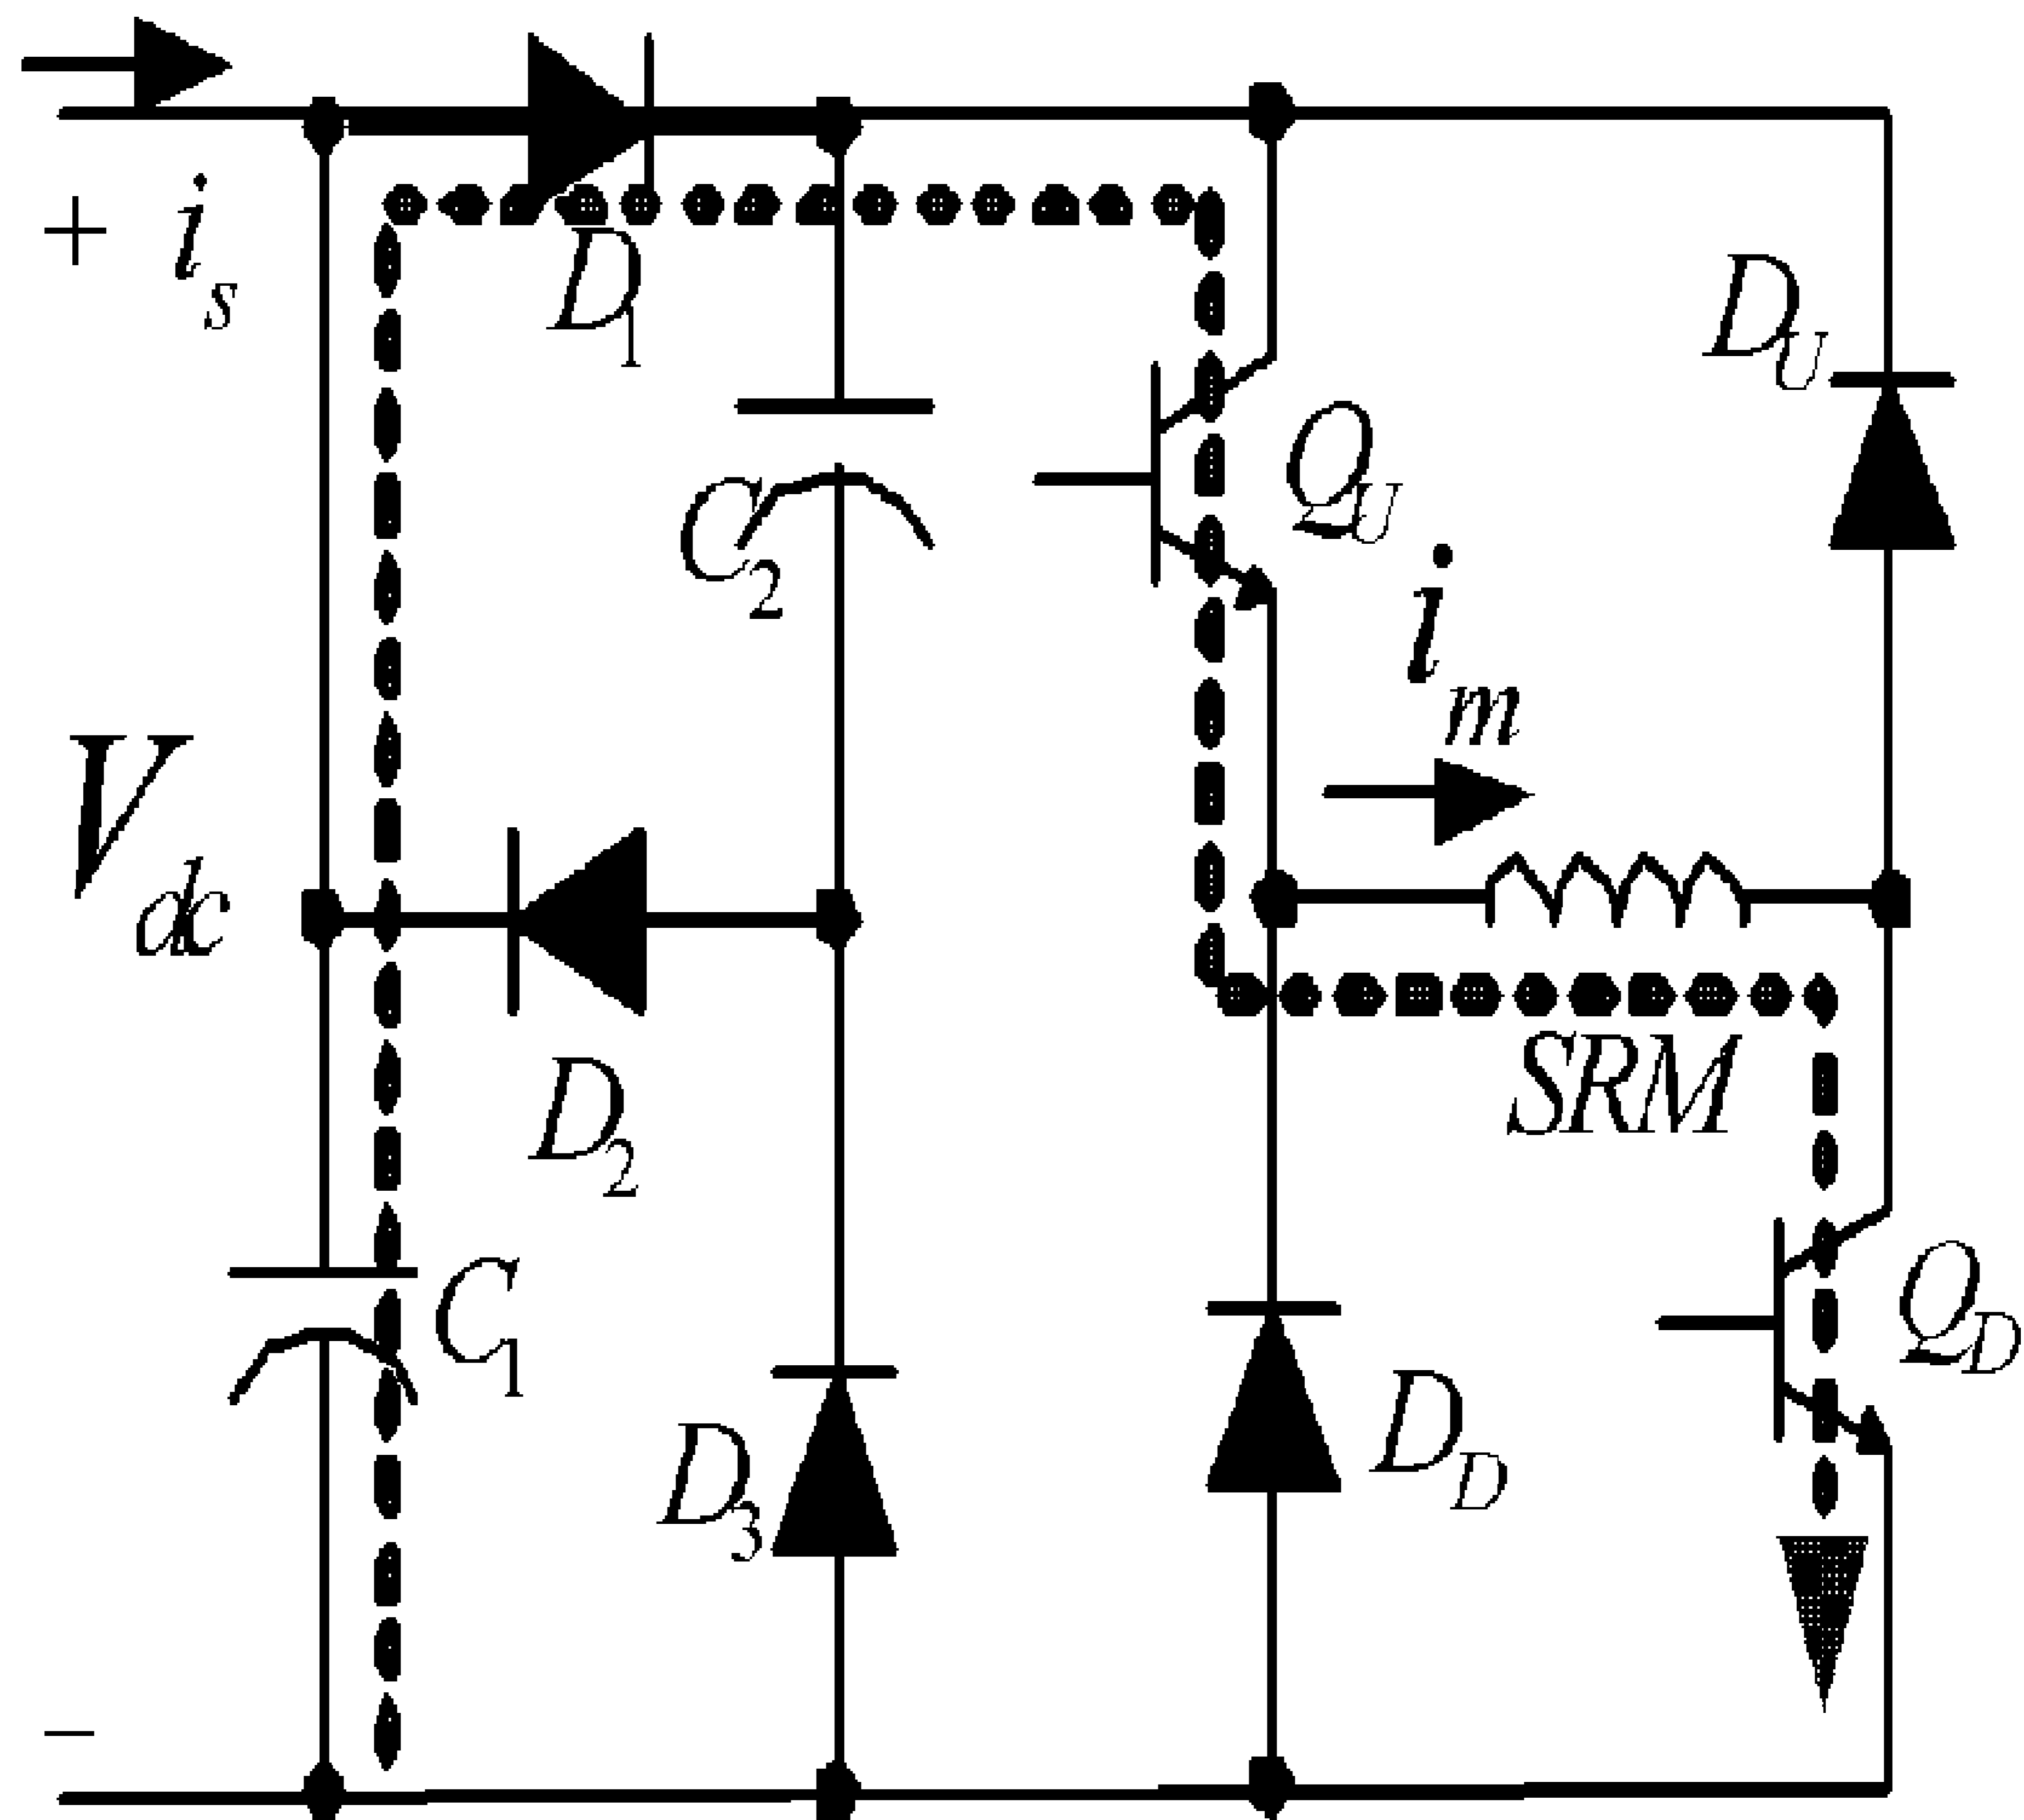 + i_s
D_1
D_U
C_2
Q_U
i_m
V_dc
D_2
SRM
C_1
Q_D
D_3
D_D
−